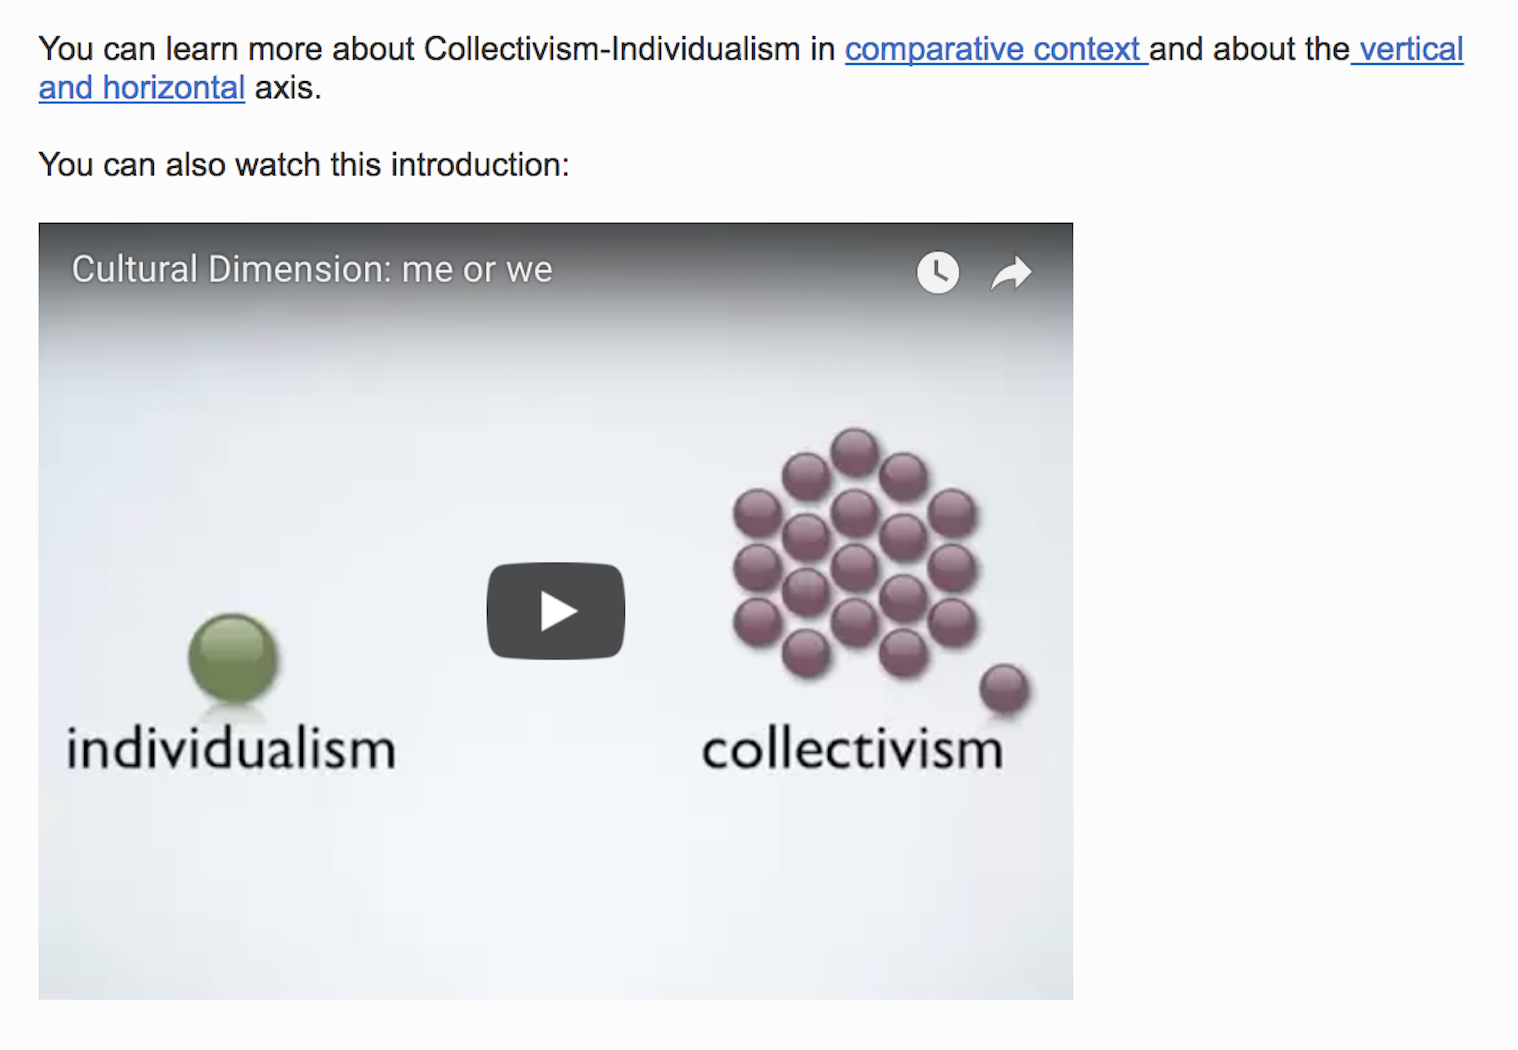 You can learn more about Collectivism-Individualism in comparative context and about the vertical
and horizontal axis.
You can also watch this introduction:
Cultural Dimension: me or we
individualism
collectivism